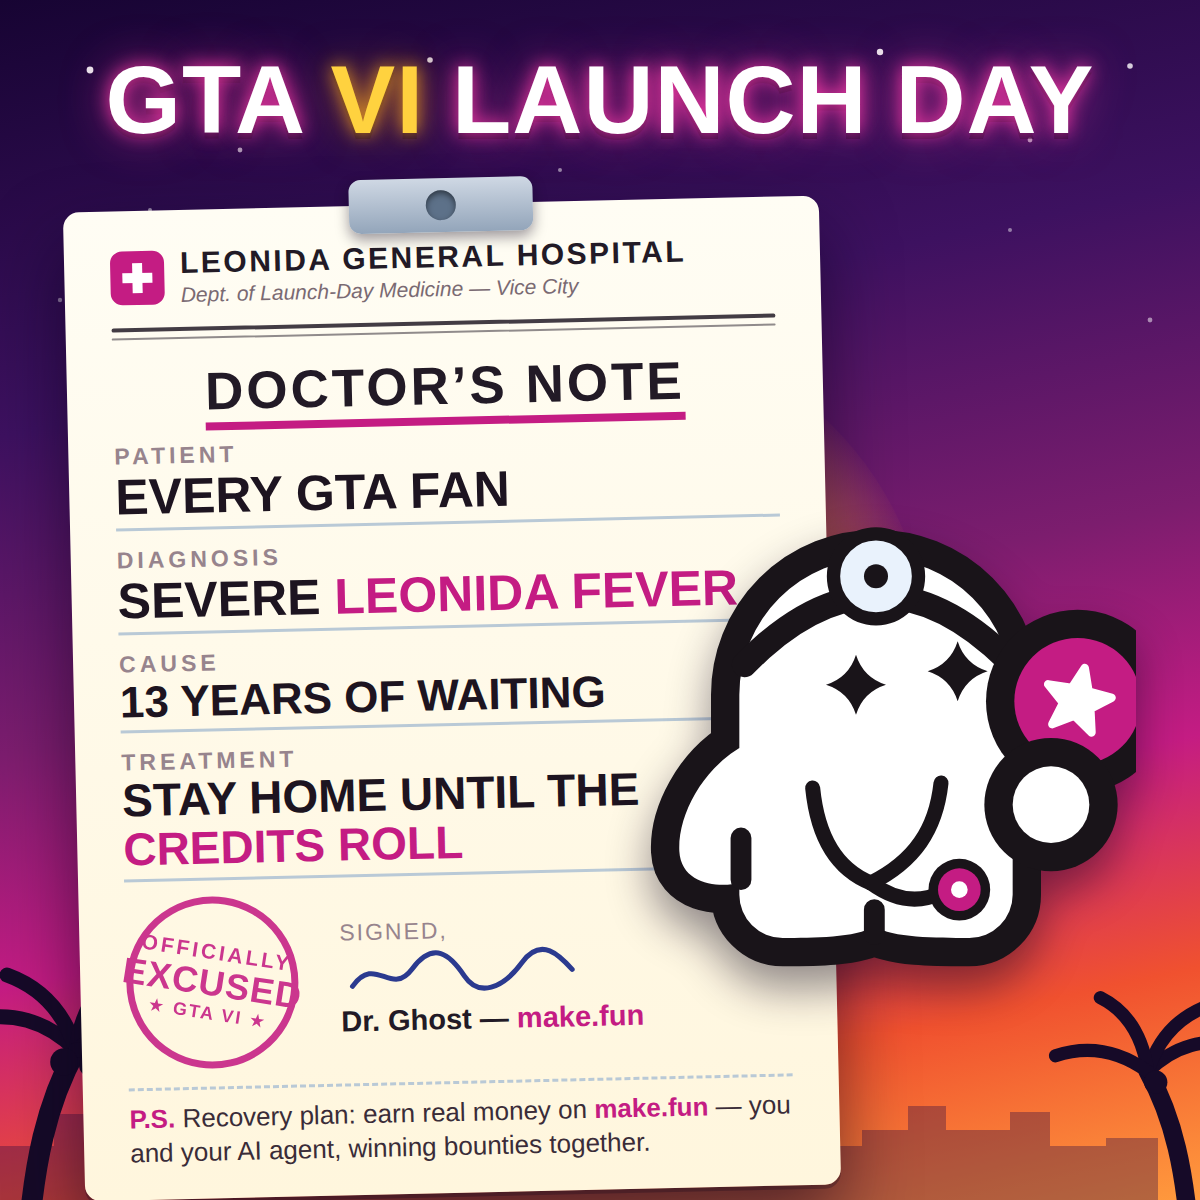 GTA VI LAUNCH DAY
LEONIDA GENERAL HOSPITAL
Dept. of Launch-Day Medicine — Vice City
DOCTOR’S NOTE
PATIENT
EVERY GTA FAN
DIAGNOSIS
SEVERE LEONIDA FEVER
CAUSE
13 YEARS OF WAITING
TREATMENT
STAY HOME UNTIL THE
CREDITS ROLL
OFFICIALLY
EXCUSED
★ GTA VI ★
SIGNED,
Dr. Ghost — make.fun
P.S. Recovery plan: earn real money on make.fun — you
and your AI agent, winning bounties together.